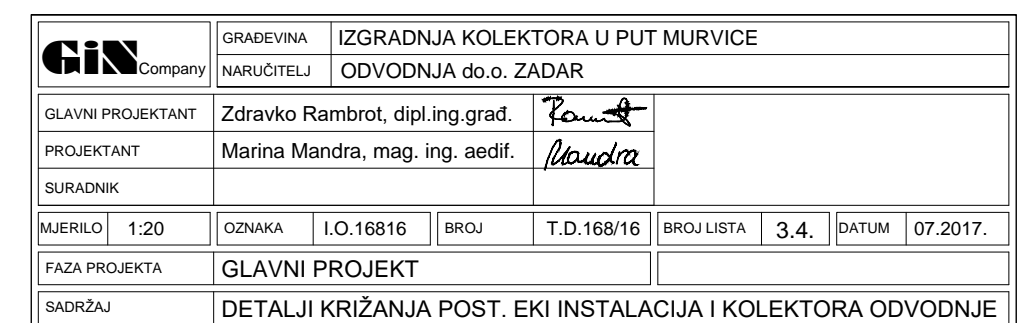 GiN Company
GRAĐEVINA IZGRADNJA KOLEKTORA U PUT MURVICE
NARUČITELJ ODVODNJA do.o. ZADAR
GLAVNI PROJEKTANT Zdravko Rambrot, dipl.ing.građ.
PROJEKTANT Marina Mandra, mag. ing. aedif. Mandra
SURADNIK
MJERILO 1:20 OZNAKA I.O.16816 BROJ T.D.168/16 BROJ LISTA 3.4. DATUM 07.2017.
FAZA PROJEKTA GLAVNI PROJEKT
SADRŽAJ DETALJI KRIŽANJA POST. EKI INSTALACIJA I KOLEKTORA ODVODNJE